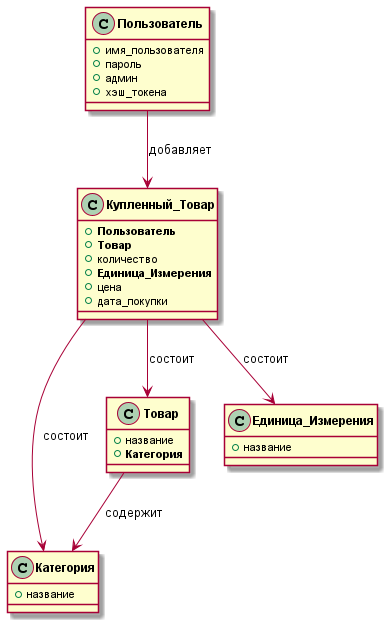 C Пользователь
имя_пользователя
пароль
админ
хэш_токена
добавляет
C Купленный_Товар
Пользователь
Товар
количество
Единица_Измерения
цена
дата_покупки
состоит
состоит
состоит
C Товар
название
Категория
C Единица_Измерения
название
содержит
C Категория
название